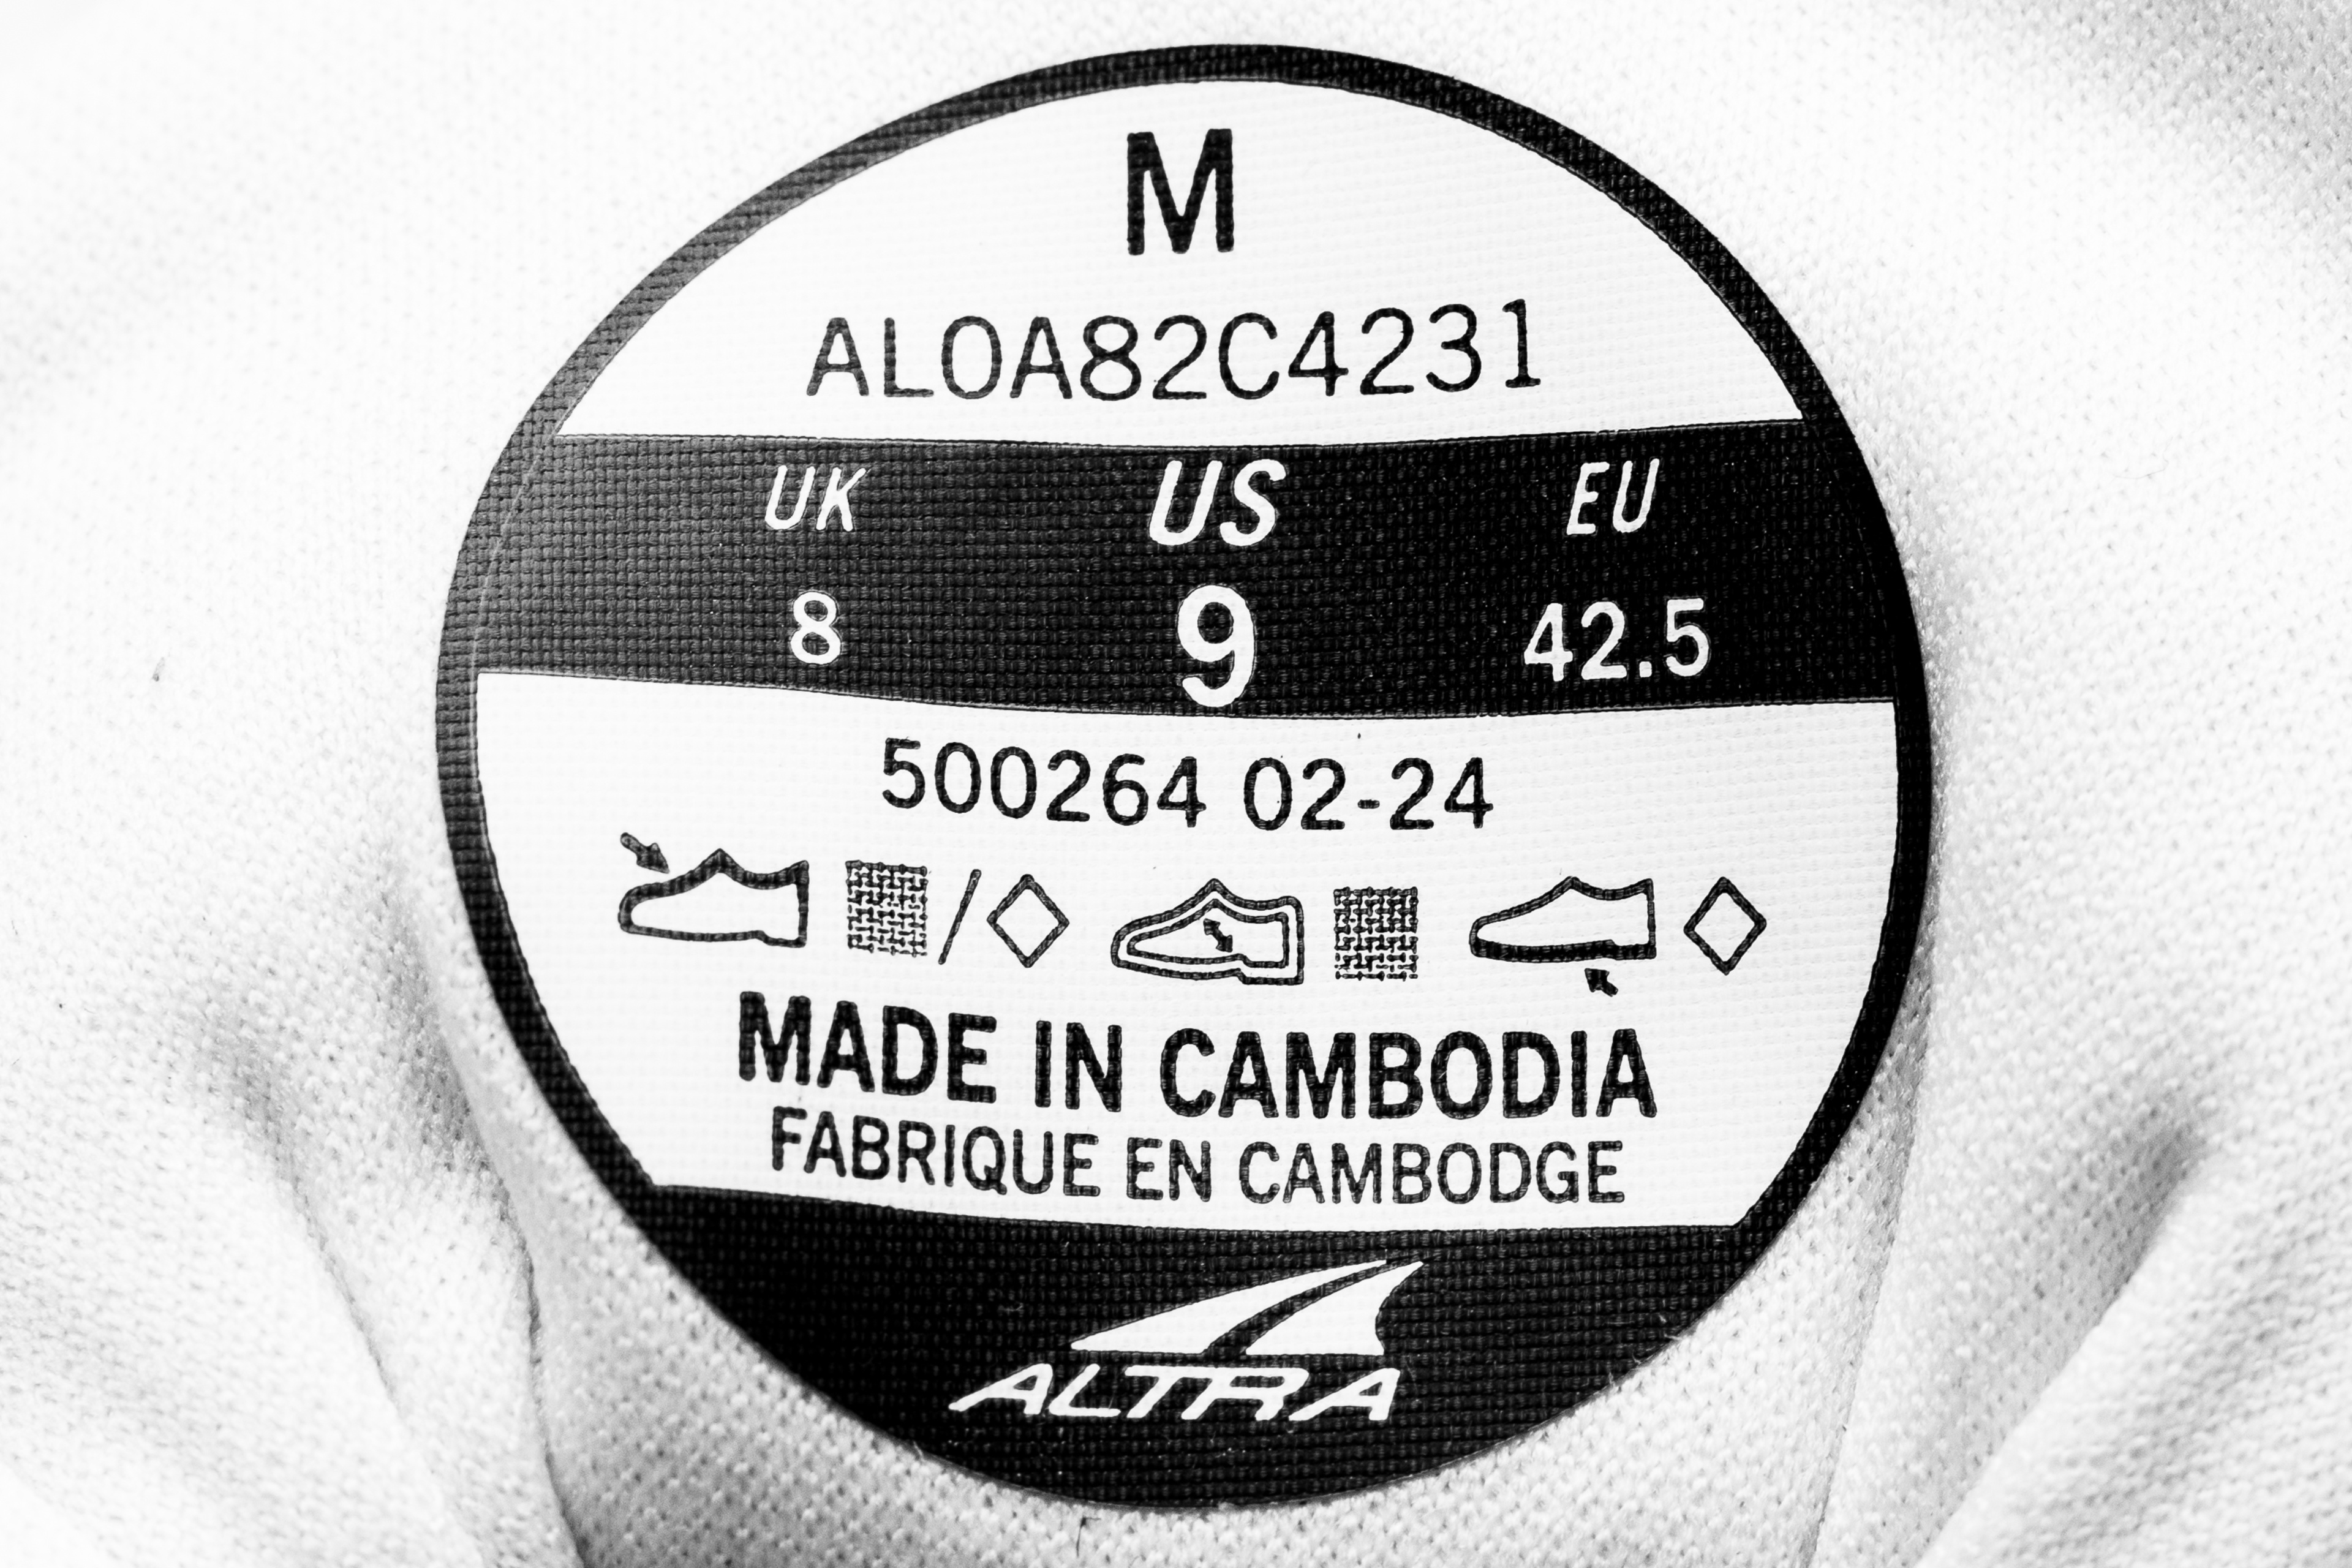 M
AL0A82C4231
UK US EU
8 9 42.5
500264 02-24
/
MADE IN CAMBODIA
FABRIQUE EN CAMBODGE
ALTRA